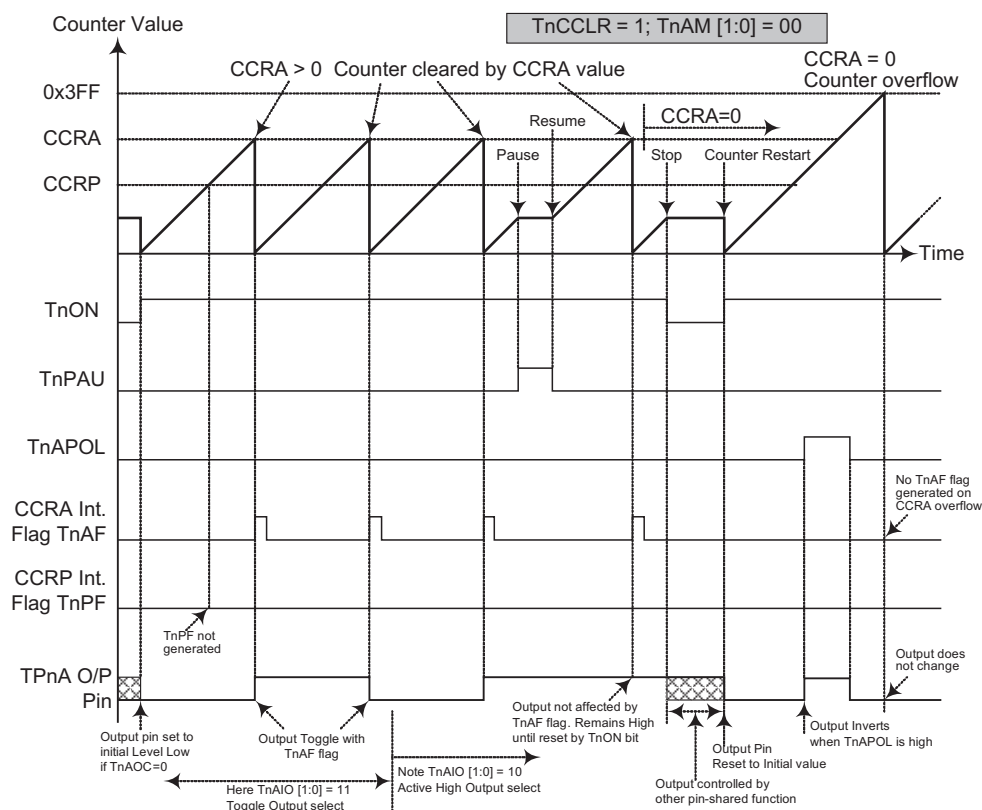 Counter Value
TnCCLR = 1; TnAM [1:0] = 00
CCRA = 0
Counter overflow
CCRA > 0 Counter cleared by CCRA value
0x3FF
CCRA=0
Resume
CCRA
Pause
Stop
Counter Restart
CCRP
Time
TnON
TnPAU
TnAPOL
No TnAF flag
generated on
CCRA overflow
CCRA Int.
Flag TnAF
CCRP Int.
Flag TnPF
TnPF not
generated
TPnA O/P
Pin
Output does
not change
Output pin set to
initial Level Low
if TnAOC=0
Output Toggle with
TnAF flag
Output not affected by
TnAF flag. Remains High
until reset by TnON bit
Output Pin
Reset to Initial value
Output Inverts
when TnAPOL is high
Here TnAIO [1:0] = 11
Toggle Output select
Note TnAIO [1:0] = 10
Active High Output select
Output controlled by
other pin-shared function